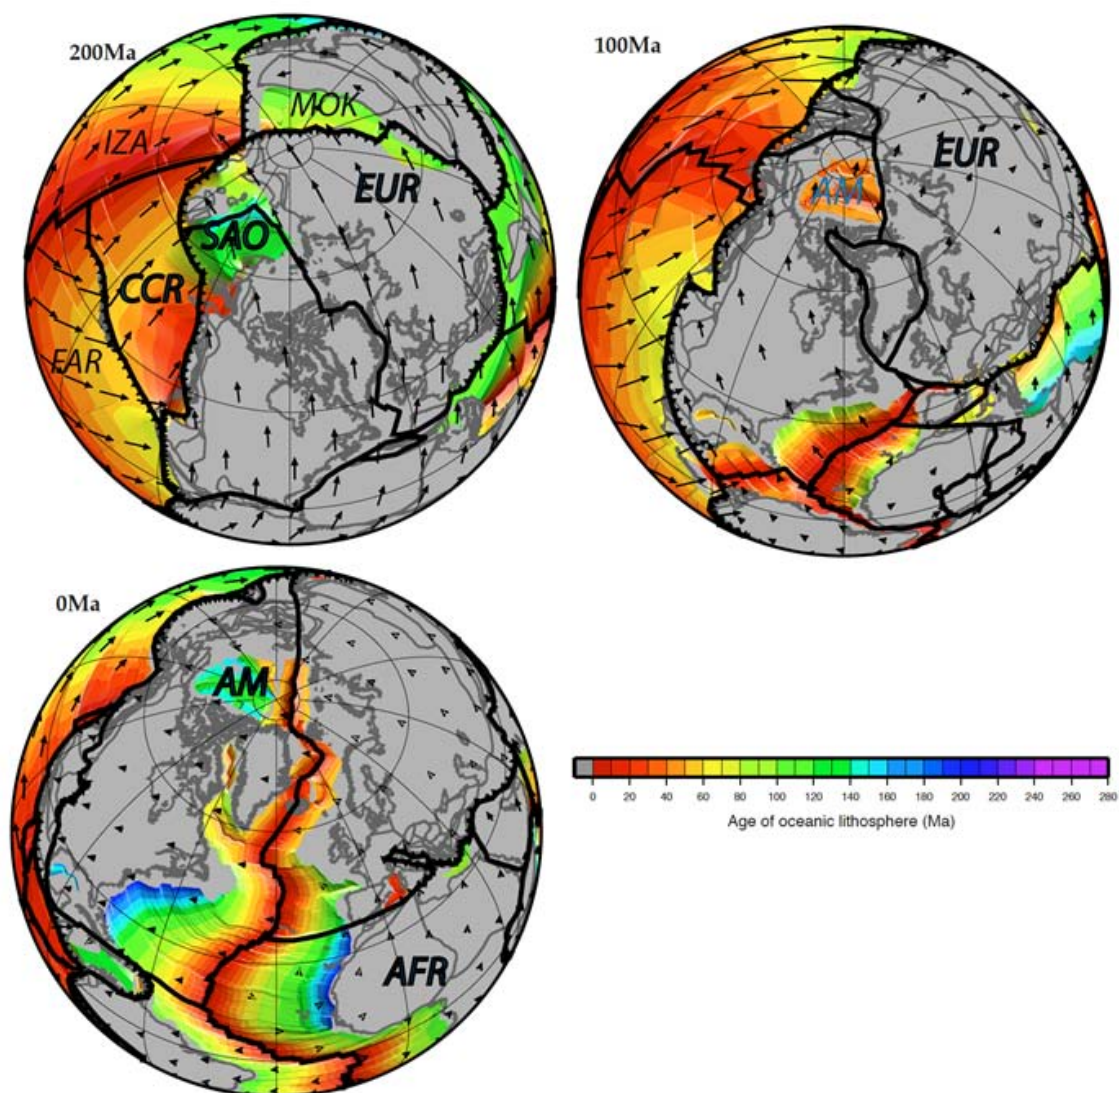 200Ma
MOK
IZA
EUR
SAO
CCR
FAR
100Ma
EUR
AM
0Ma
AM
AFR
0 20 40 60 80 100 120 140 160 180 200 220 240 260 280
Age of oceanic lithosphere (Ma)